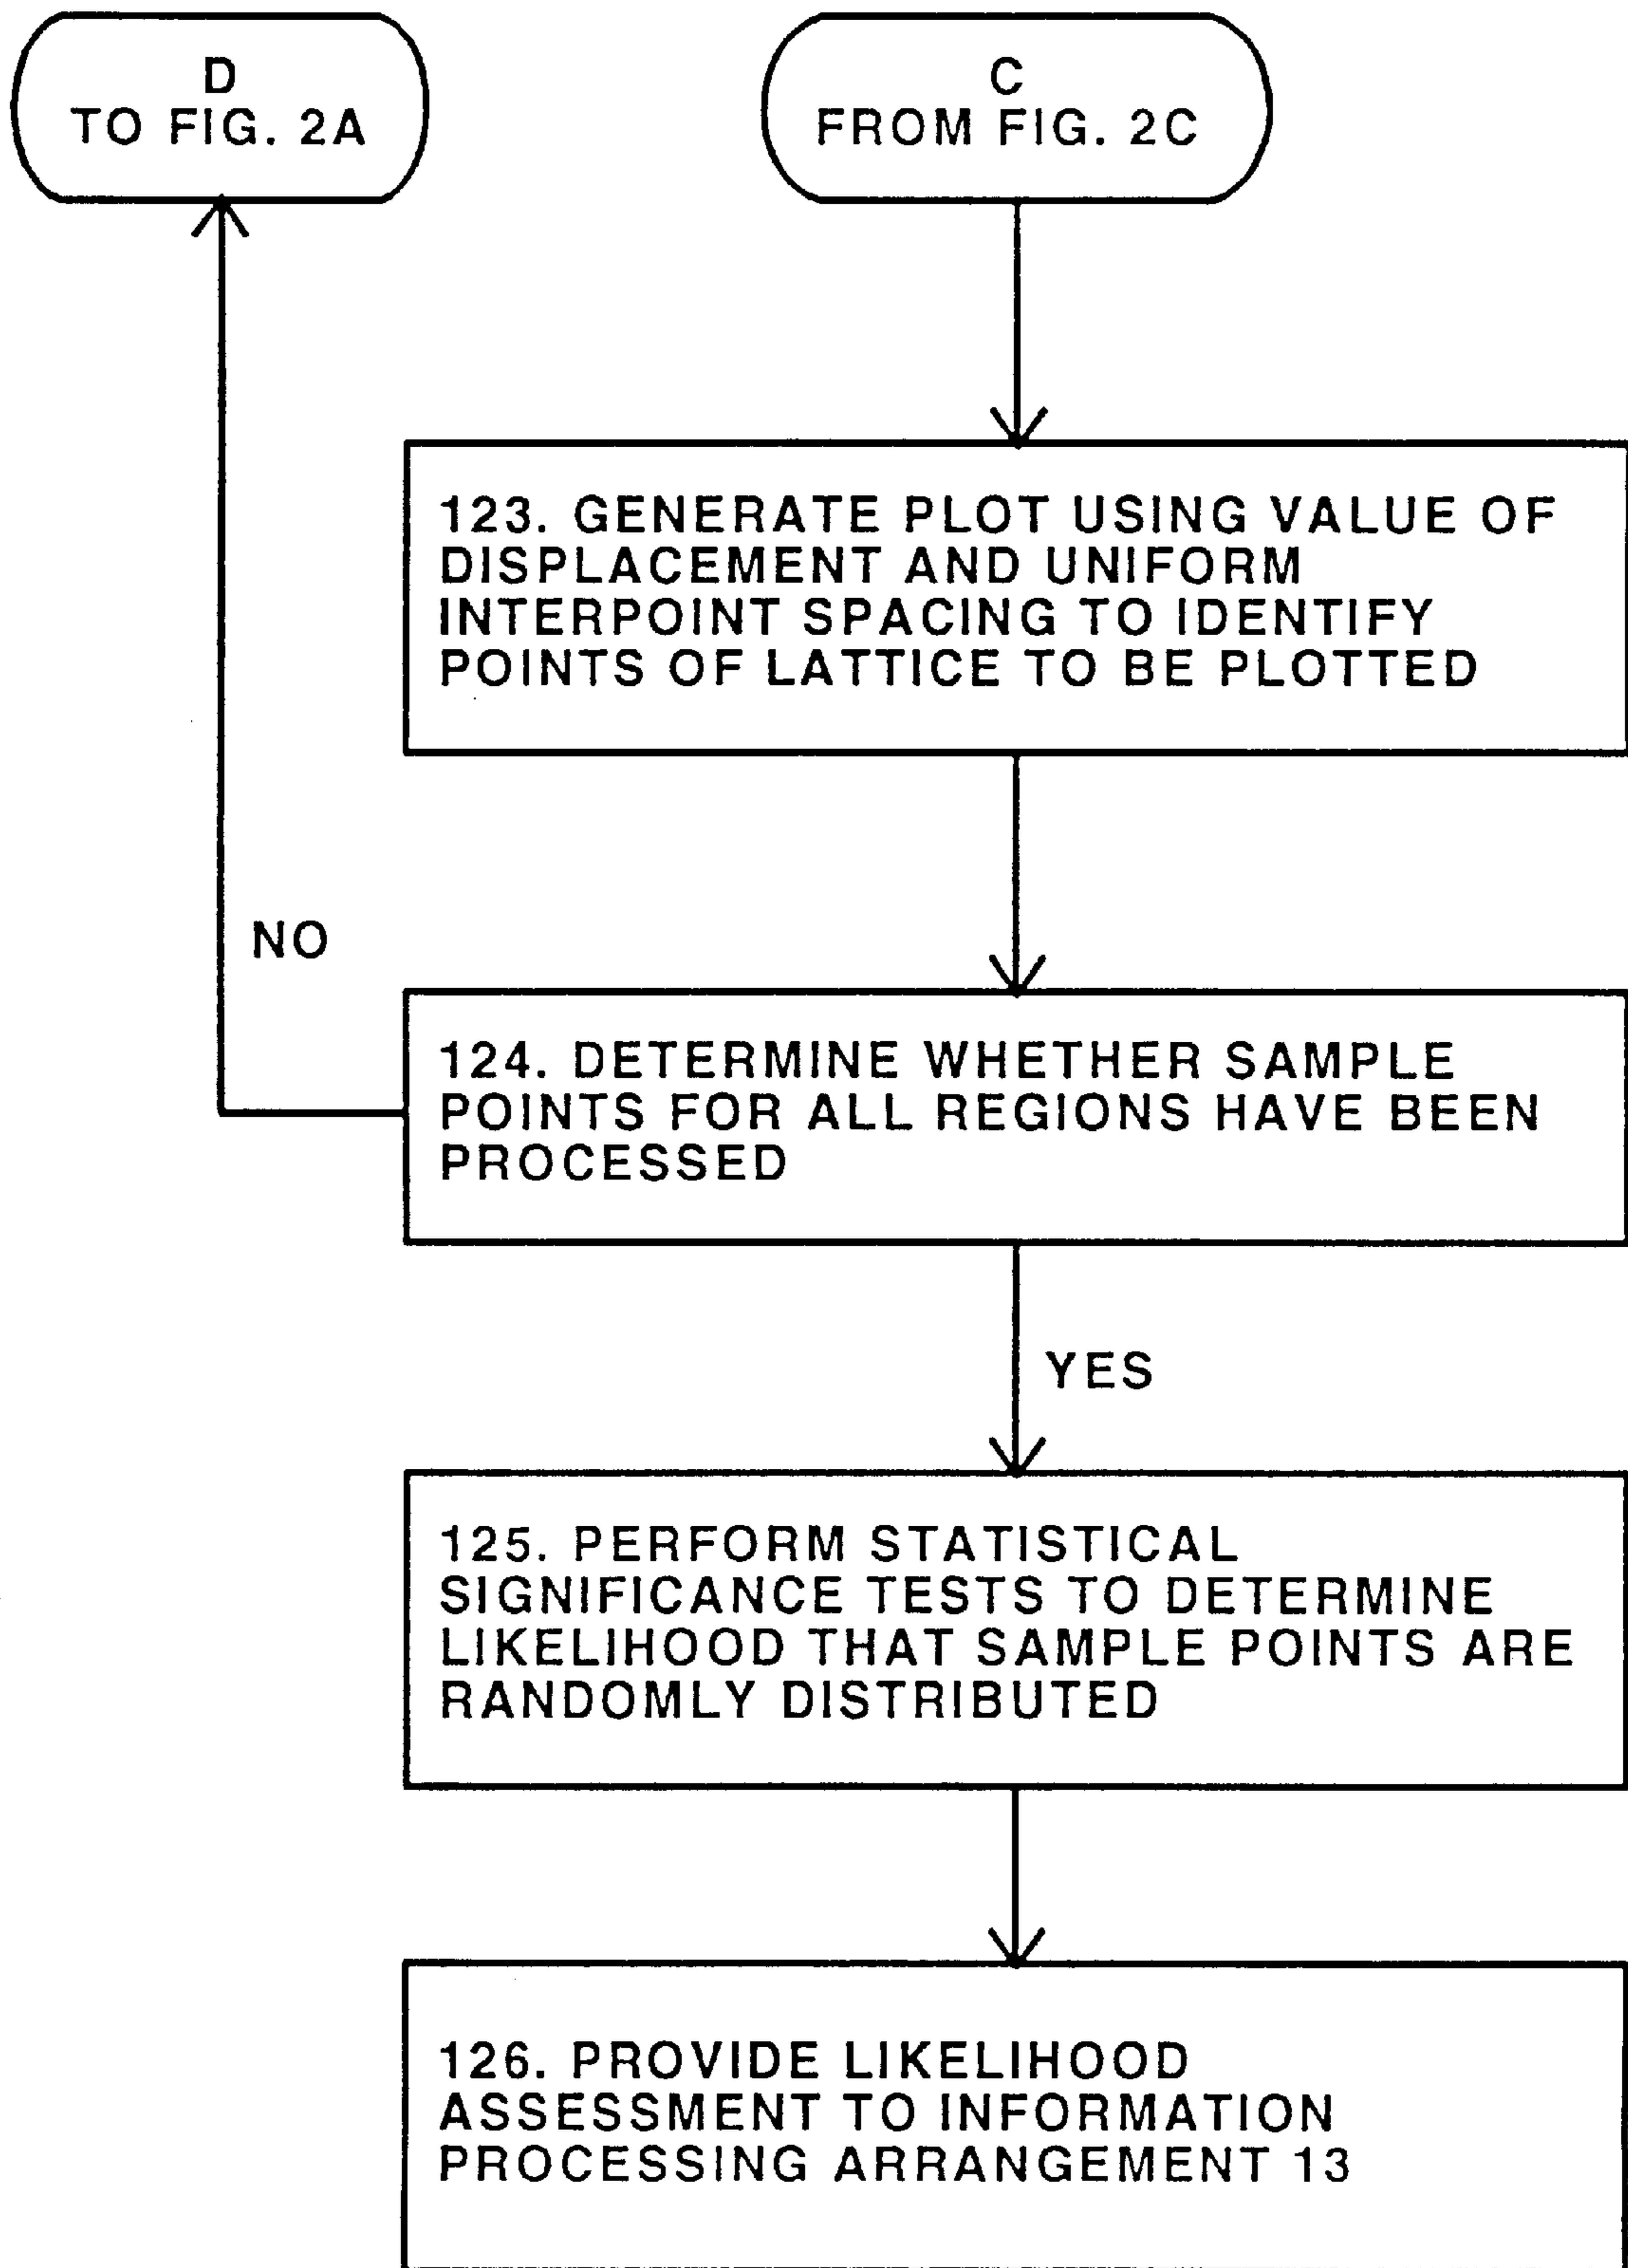 D
TO FIG. 2A
C
FROM FIG. 2C
123. GENERATE PLOT USING VALUE OF
DISPLACEMENT AND UNIFORM
INTERPOINT SPACING TO IDENTIFY
POINTS OF LATTICE TO BE PLOTTED
NO
124. DETERMINE WHETHER SAMPLE
POINTS FOR ALL REGIONS HAVE BEEN
PROCESSED
YES
125. PERFORM STATISTICAL
SIGNIFICANCE TESTS TO DETERMINE
LIKELIHOOD THAT SAMPLE POINTS ARE
RANDOMLY DISTRIBUTED
126. PROVIDE LIKELIHOOD
ASSESSMENT TO INFORMATION
PROCESSING ARRANGEMENT 13